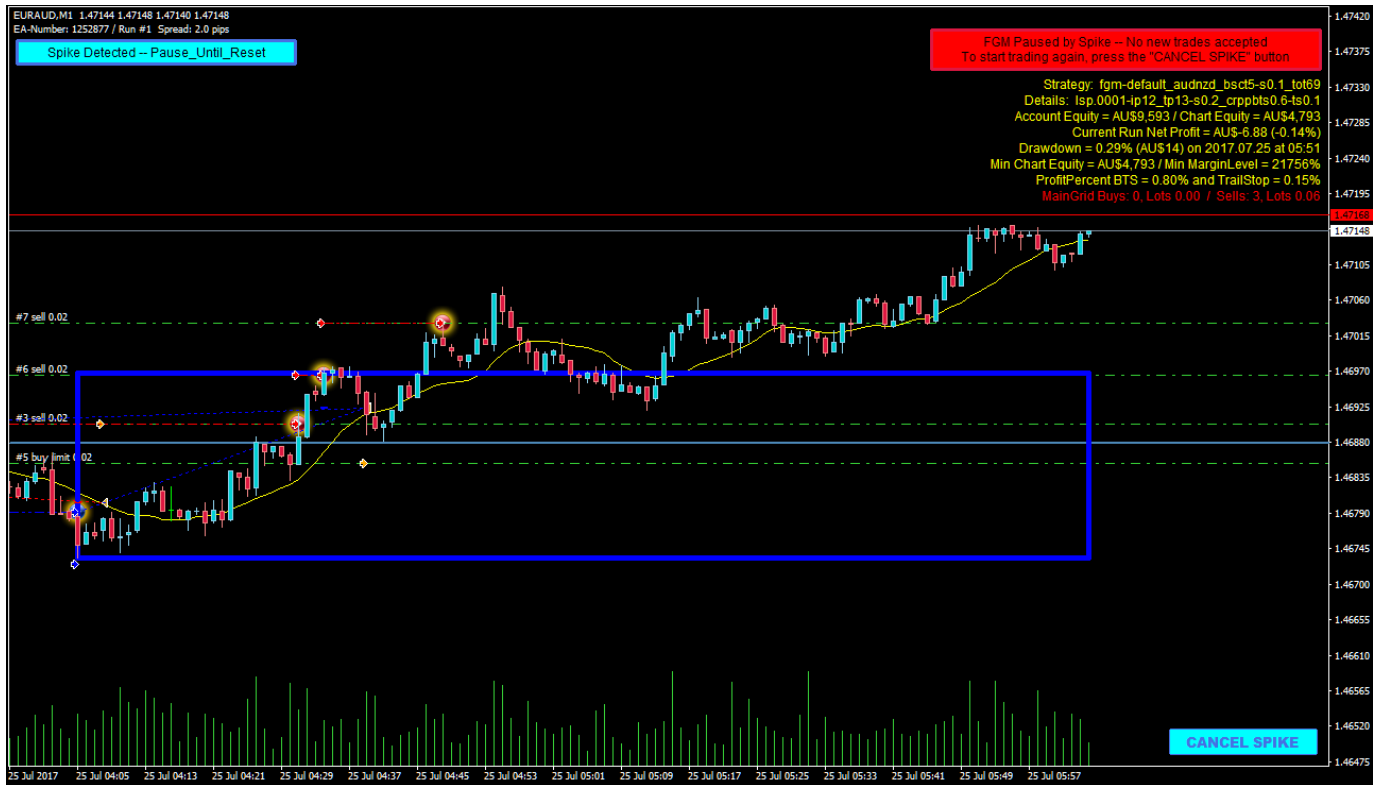 EURAUD,M1 1.47144 1.47148 1.47140 1.47148
EA-Number: 1252877 / Run #1 Spread: 2.0 pips
Spike Detected -- Pause_Until_Reset
FGM Paused by Spike -- No new trades accepted
To start trading again, press the "CANCEL SPIKE" button
Strategy: fgm-default_audnzd_bsct5-s0.1_tot69
Details: lsp.0001-ip12_tp13-s0.2_crppbts0.6-ts0.1
Account Equity = AU$9,593 / Chart Equity = AU$4,793
Current Run Net Profit = AU$-6.88 (-0.14%)
Drawdown = 0.29% (AU$14) on 2017.07.25 at 05:51
Min Chart Equity = AU$4,793 / Min MarginLevel = 21756%
ProfitPercent BTS = 0.80% and TrailStop = 0.15%
MainGrid Buys: 0, Lots 0.00 / Sells: 3, Lots 0.06
1.47420
1.47375
1.47330
1.47285
1.47240
1.47195
1.47168
1.47148
1.47105
1.47060
1.47015
1.46970
1.46925
1.46880
1.46835
1.46790
1.46745
1.46700
1.46655
1.46610
1.46565
1.46520
1.46475
#7 sell 0.02
#6 sell 0.02
#3 sell 0.02
#5 buy limit 0.02
CANCEL SPIKE
25 Jul 2017
25 Jul 04:05
25 Jul 04:13
25 Jul 04:21
25 Jul 04:29
25 Jul 04:37
25 Jul 04:45
25 Jul 04:53
25 Jul 05:01
25 Jul 05:09
25 Jul 05:17
25 Jul 05:25
25 Jul 05:33
25 Jul 05:41
25 Jul 05:49
25 Jul 05:57